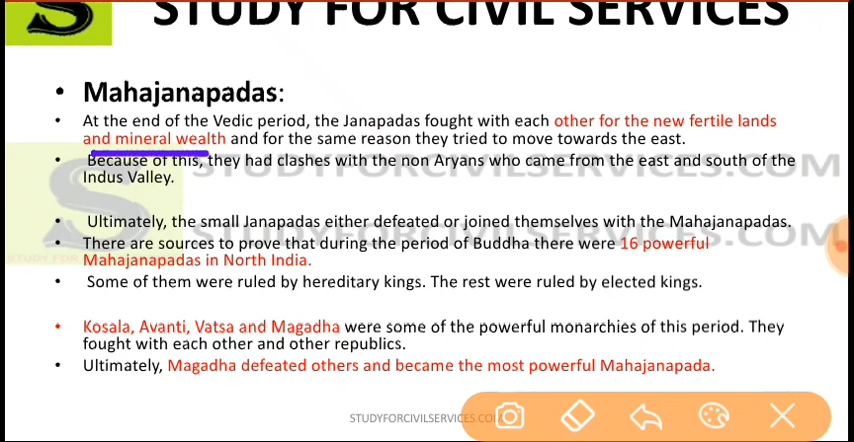 S STUDY FOR CIVIL SERVICES
• Mahajanapadas:
• At the end of the Vedic period, the Janapadas fought with each other for the new fertile lands
and mineral wealth and for the same reason they tried to move towards the east.
• Because of this, they had clashes with the non Aryans who came from the east and south of the
Indus Valley.
STUDYFORCIVILSERVICES.COM
• Ultimately, the small Janapadas either defeated or joined themselves with the Mahajanapadas.
• There are sources to prove that during the period of Buddha there were 16 powerful
Mahajanapadas in North India.
STUDYFORCIVILSERVICES.COM
STUDY FOR
• Some of them were ruled by hereditary kings. The rest were ruled by elected kings.
• Kosala, Avanti, Vatsa and Magadha were some of the powerful monarchies of this period. They
fought with each other and other republics.
• Ultimately, Magadha defeated others and became the most powerful Mahajanapada.
STUDYFORCIVILSERVICES.CO